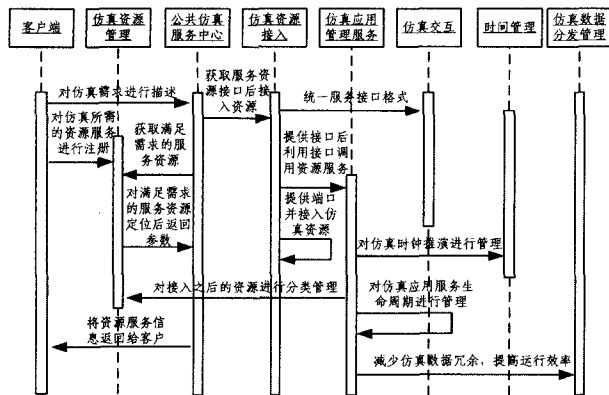 客户端
仿真资源
管理
公共仿真
服务中心
仿真资源
接入
仿真应用
管理服务
仿真交互
时间管理
仿真数据
分发管理
对仿真需求进行描述
获取服务资
源接口后接
入资源
统一服务接口格式
对仿真所需
的资源服务
进行注册
获取满足
需求的服
务资源
提供接口后
利用接口调
用资源服务
对满足需求
的服务资源
定位后返回
参数
提供端口
并接入仿
真资源
对仿真时钟推演进行管理
对接入之后的资源进行分类管理
对仿真应用服务生
命周期进行管理
将资源服务信
息返回给客户
减少仿真数据冗余，提高运行效率